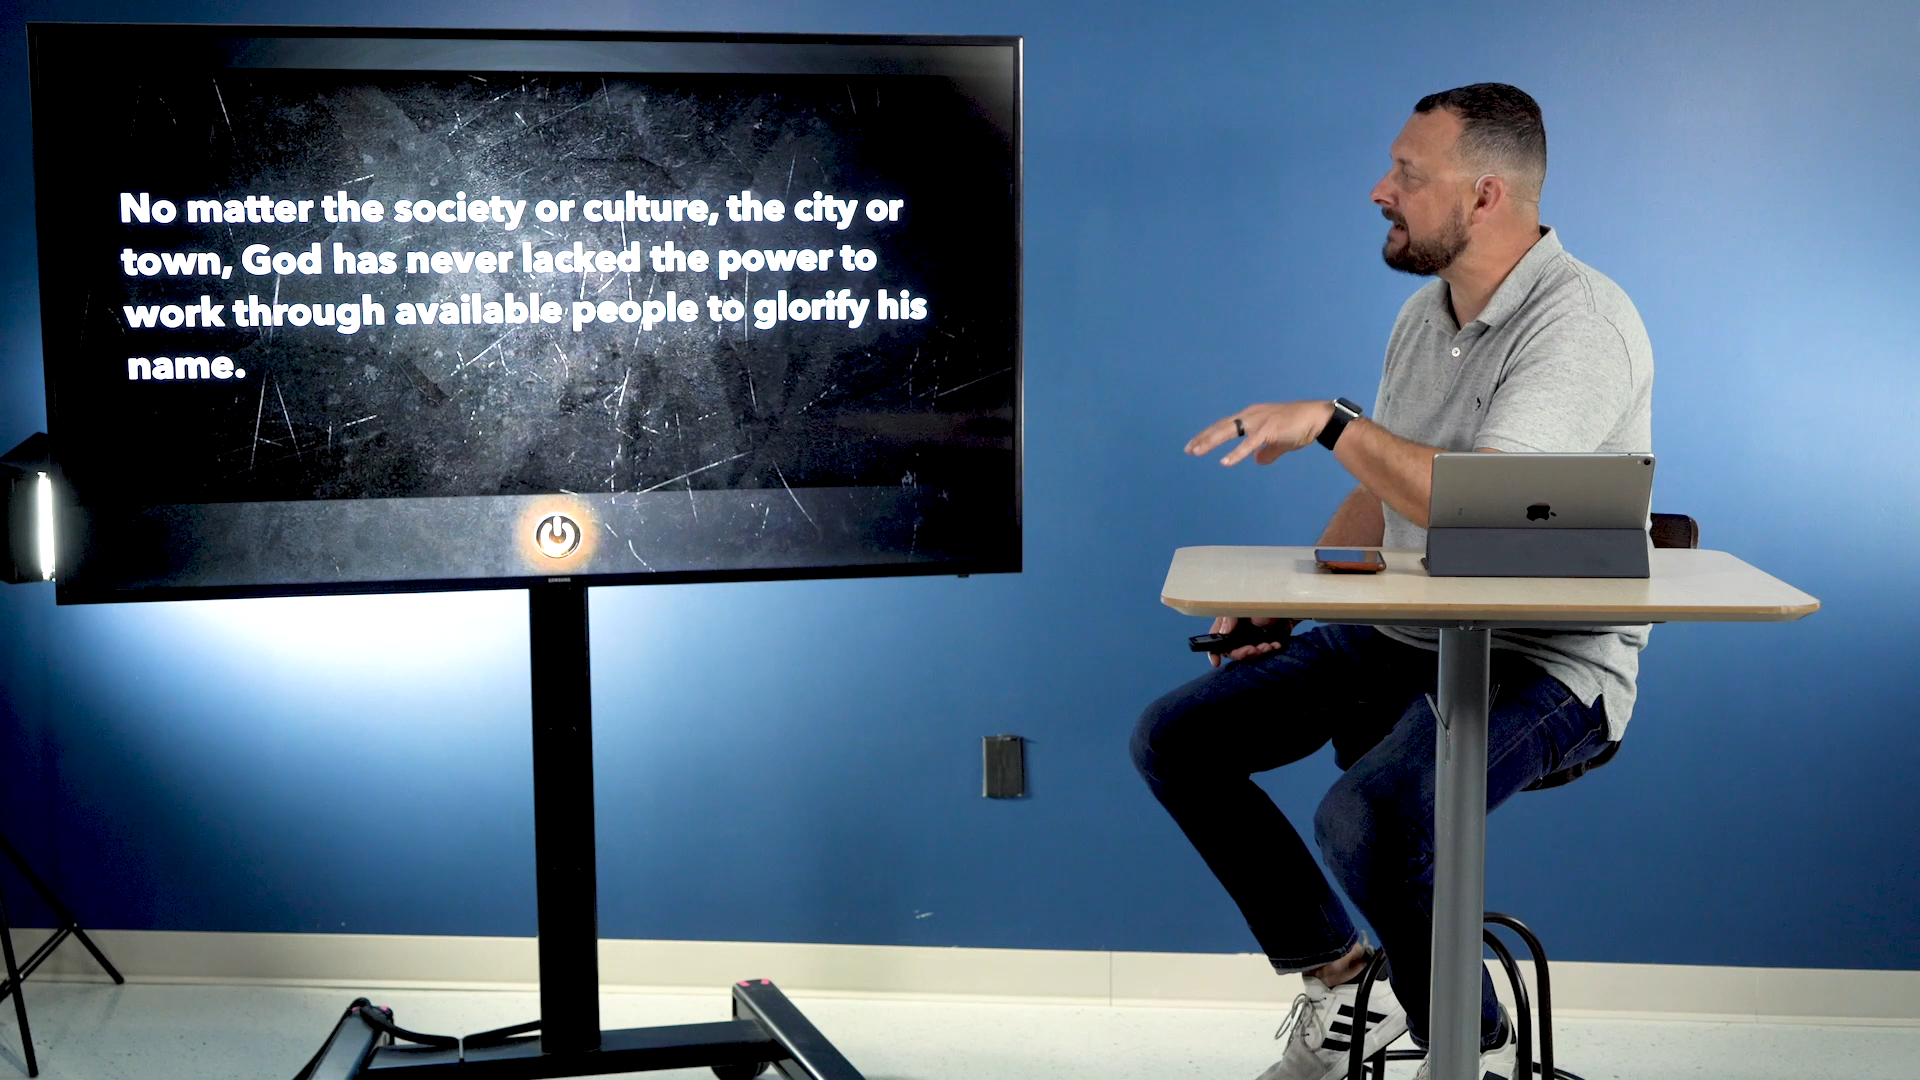 No matter the society or culture, the city or
town, God has never lacked the power to
work through available people to glorify his
name.
SAMSUNG